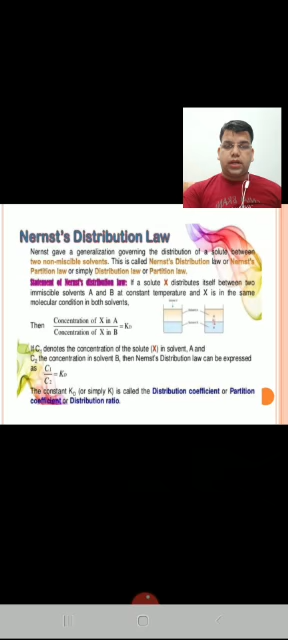 Nernst's Distribution Law
Nernst gave a generalization governing the distribution of a solute between
two non-miscible solvents. This is called Nernst's Distribution law or Nernst's
Partition law or simply Distribution law or Partition law.
Statement of Nernst's distribution law: If a solute X distributes itself between two
immiscible solvents A and B at constant temperature and X is in the same
molecular condition in both solvents,
Then Concentration of X in A / Concentration of X in B = K_D
If C₁ denotes the concentration of the solute (X) in solvent, A and
C₂ the concentration in solvent B, then Nernst's Distribution law can be expressed
as C₁ / C₂ = K_D
The constant K_D (or simply K) is called the Distribution coefficient or Partition
coefficient or Distribution ratio.